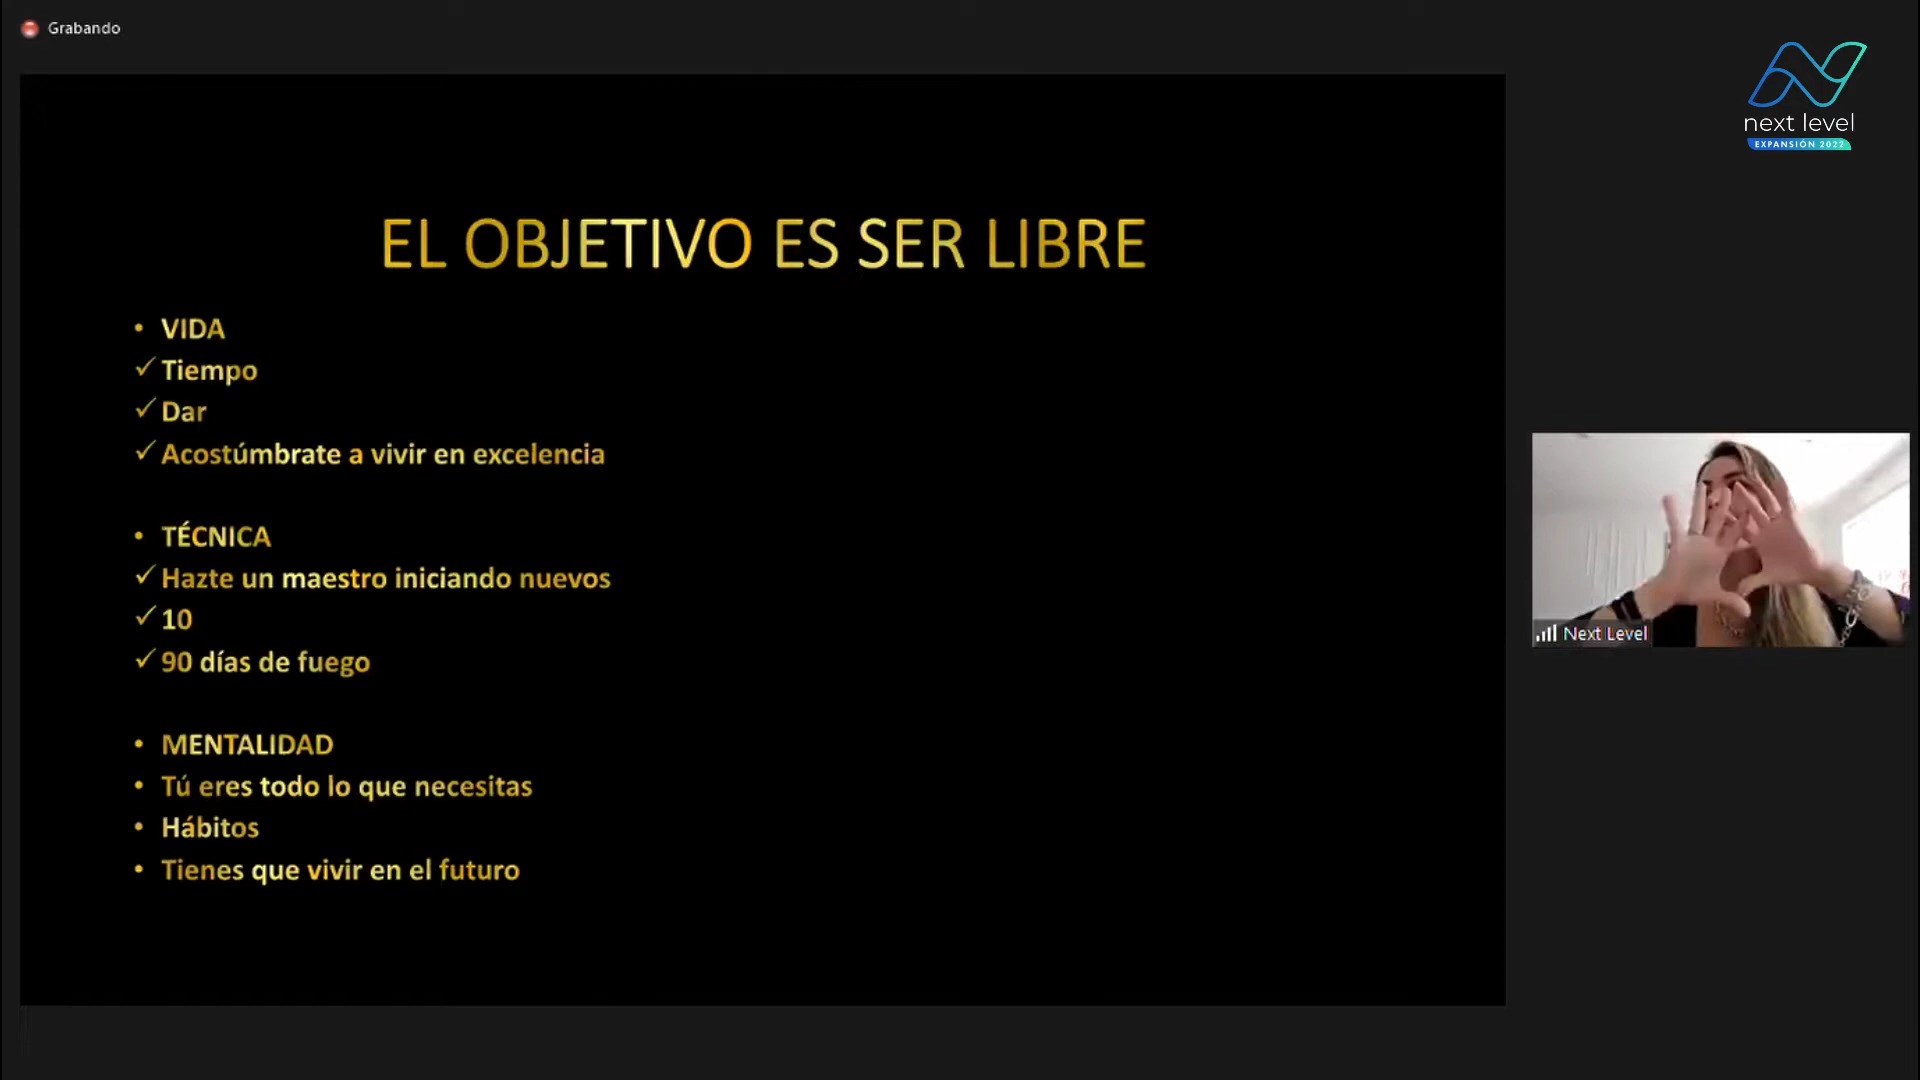 Grabando
next level
EXPANSIÓN 2022
EL OBJETIVO ES SER LIBRE
• VIDA
✓ Tiempo
✓ Dar
✓ Acostúmbrate a vivir en excelencia
• TÉCNICA
✓ Hazte un maestro iniciando nuevos
✓ 10
✓ 90 días de fuego
• MENTALIDAD
• Tú eres todo lo que necesitas
• Hábitos
• Tienes que vivir en el futuro
Next Level